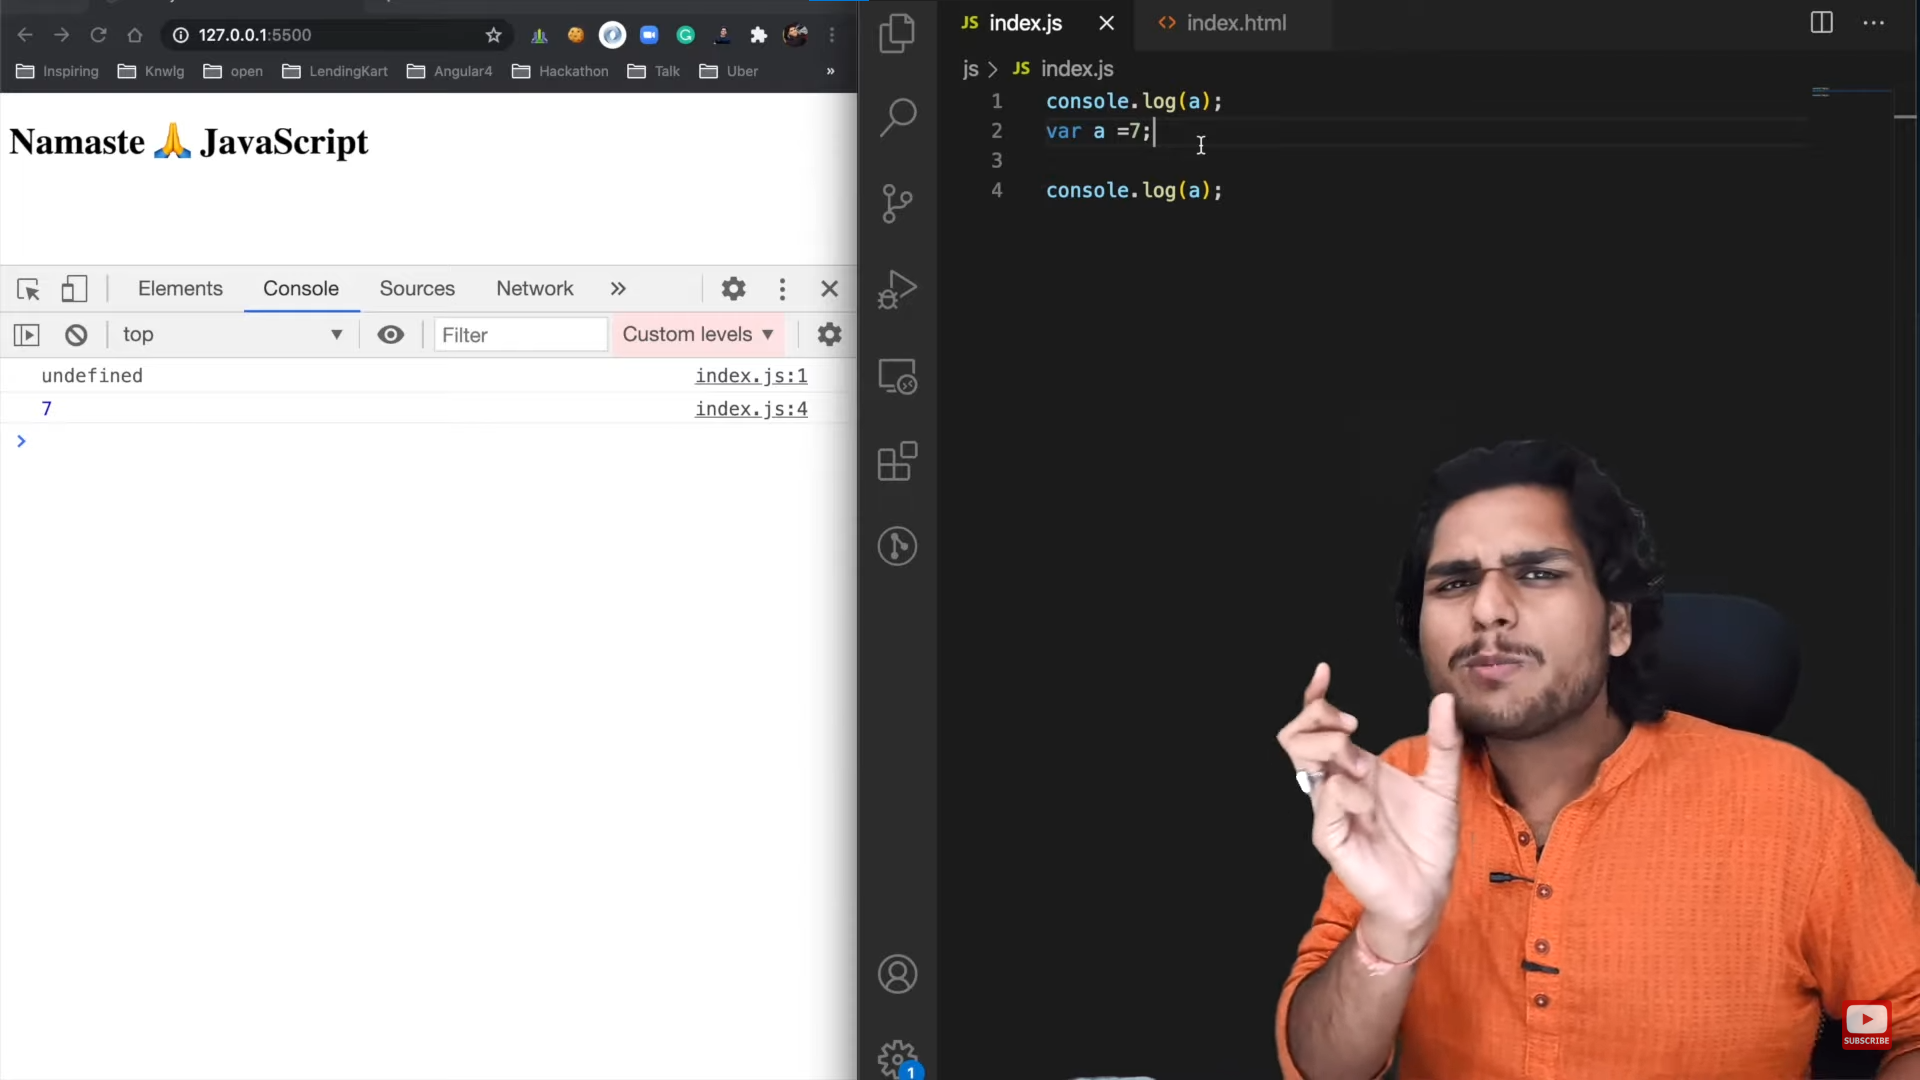 127.0.0.1:5500
Inspiring Knwlg open LendingKart Angular4 Hackathon Talk Uber »
Namaste 🙏 JavaScript
Elements Console Sources Network »
top Filter Custom levels
undefined index.js:1
7 index.js:4
>
JS index.js index.html
js > JS index.js
1 console.log(a);
2 var a =7;
3
4 console.log(a);
1
SUBSCRIBE